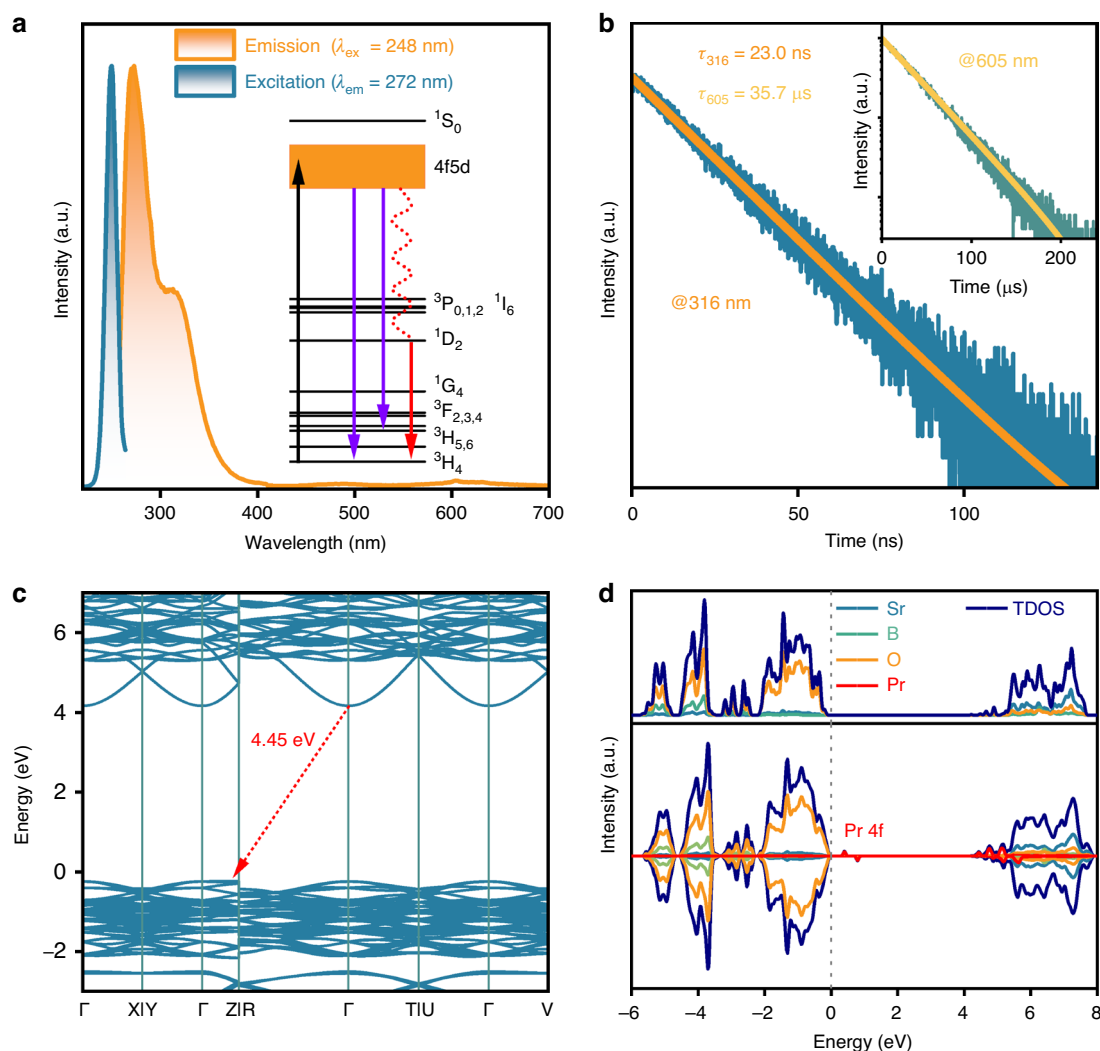 a
Emission (λex = 248 nm)
Excitation (λem = 272 nm)
¹S₀
4f5d
³P₀,₁,₂ ¹I₆
¹D₂
¹G₄
³F₂,₃,₄
³H₅,₆
³H₄
Intensity (a.u.)
300 400 500 600 700
Wavelength (nm)
b
τ₃₁₆ = 23.0 ns
τ₆₀₅ = 35.7 μs
@605 nm
Intensity (a.u.)
0 100 200
Time (μs)
@316 nm
Intensity (a.u.)
0 50 100
Time (ns)
c
6
4
2
0
−2
Energy (eV)
4.45 eV
Γ X|Y Γ Z|R Γ T|U Γ V
d
Sr
B
O
Pr
TDOS
Pr 4f
Intensity (a.u.)
−6 −4 −2 0 2 4 6 8
Energy (eV)